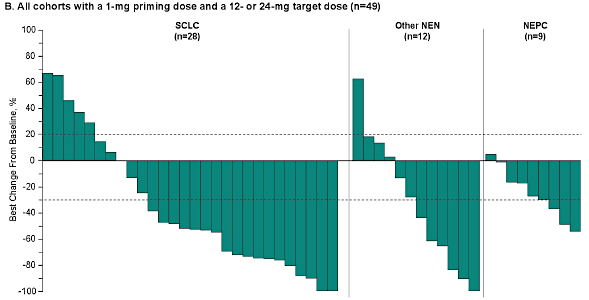 B. All cohorts with a 1-mg priming dose and a 12- or 24-mg target dose (n=49)
SCLC
(n=28)
Other NEN
(n=12)
NEPC
(n=9)
Best Change From Baseline, %
100
80
60
40
20
0
-20
-40
-60
-80
-100